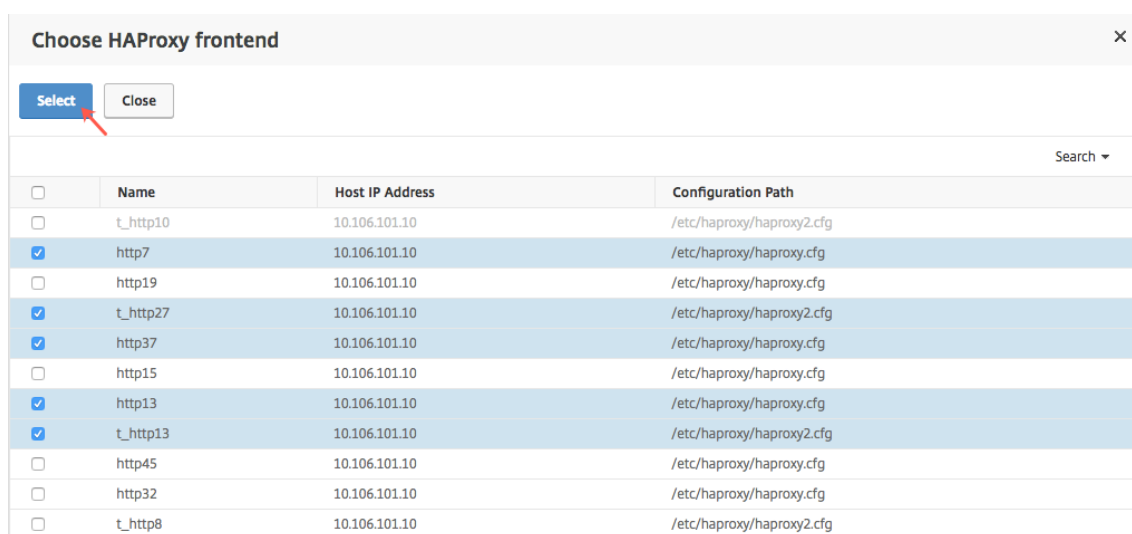 Choose HAProxy frontend
Select Close
Search
Name Host IP Address Configuration Path
t_http10 10.106.101.10 /etc/haproxy/haproxy2.cfg
http7 10.106.101.10 /etc/haproxy/haproxy.cfg
http19 10.106.101.10 /etc/haproxy/haproxy.cfg
t_http27 10.106.101.10 /etc/haproxy/haproxy2.cfg
http37 10.106.101.10 /etc/haproxy/haproxy.cfg
http15 10.106.101.10 /etc/haproxy/haproxy.cfg
http13 10.106.101.10 /etc/haproxy/haproxy.cfg
t_http13 10.106.101.10 /etc/haproxy/haproxy2.cfg
http45 10.106.101.10 /etc/haproxy/haproxy.cfg
http32 10.106.101.10 /etc/haproxy/haproxy.cfg
t_http8 10.106.101.10 /etc/haproxy/haproxy2.cfg